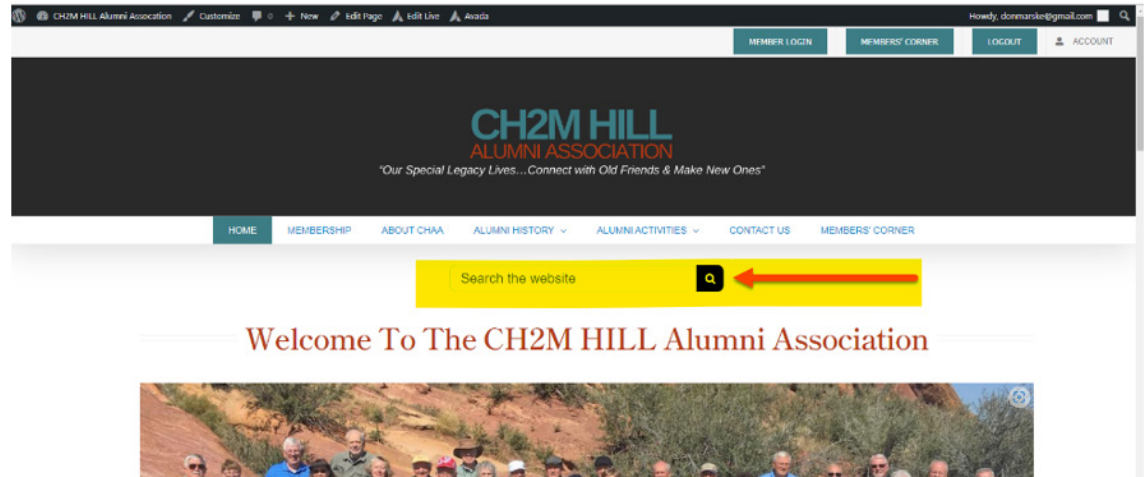 CH2M HILL Alumni Assocation Customize 0 New Edit Page Edit Live Avada Howdy, donmarske@gmail.com
MEMBER LOGIN MEMBERS' CORNER LOGOUT ACCOUNT
CH2M HILL
ALUMNI ASSOCIATION
"Our Special Legacy Lives...Connect with Old Friends & Make New Ones"
HOME MEMBERSHIP ABOUT CHAA ALUMNI HISTORY ALUMNI ACTIVITIES CONTACT US MEMBERS' CORNER
Search the website
Welcome To The CH2M HILL Alumni Association